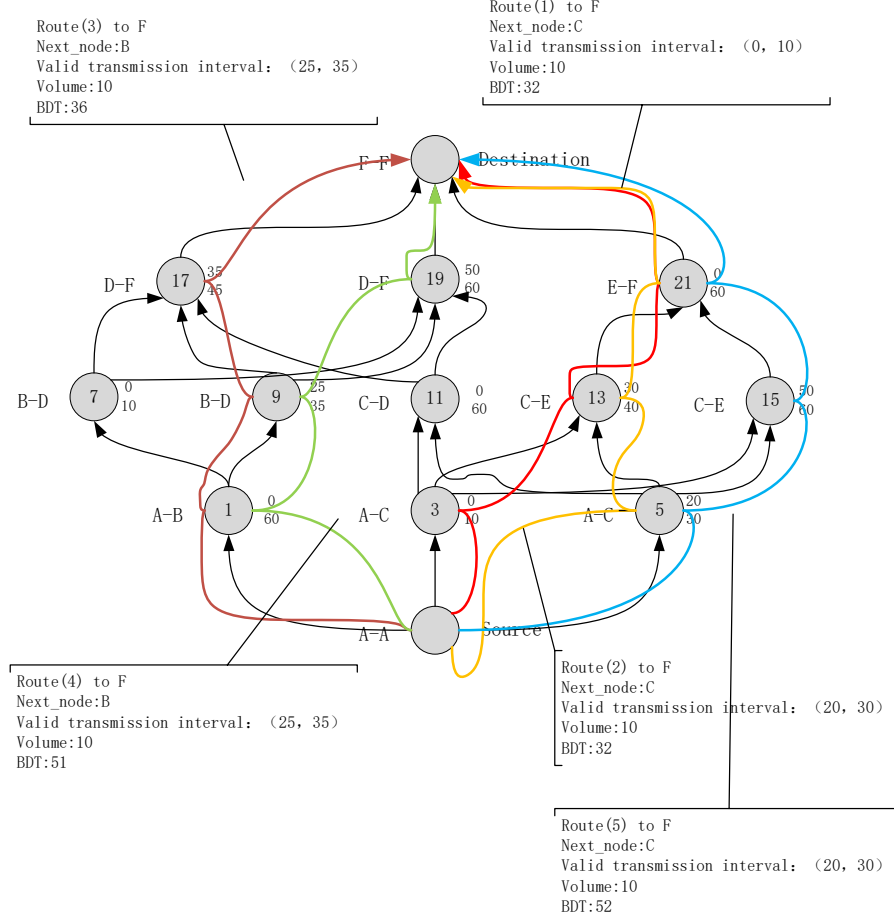 Route(1) to F
Next_node:C
Valid transmission interval: （0, 10）
Volume:10
BDT:32
Route(3) to F
Next_node:B
Valid transmission interval: （25, 35）
Volume:10
BDT:36
F-F
Destination
D-F
17
35
45
D-F
19
50
60
E-F
21
0
60
B-D
7
0
10
B-D
9
25
35
C-D
11
0
60
C-E
13
30
40
C-E
15
50
60
A-B
1
0
60
A-C
3
0
10
A-C
5
20
30
A-A
Source
Route(4) to F
Next_node:B
Valid transmission interval: （25, 35）
Volume:10
BDT:51
Route(2) to F
Next_node:C
Valid transmission interval: （20, 30）
Volume:10
BDT:32
Route(5) to F
Next_node:C
Valid transmission interval: （20, 30）
Volume:10
BDT:52